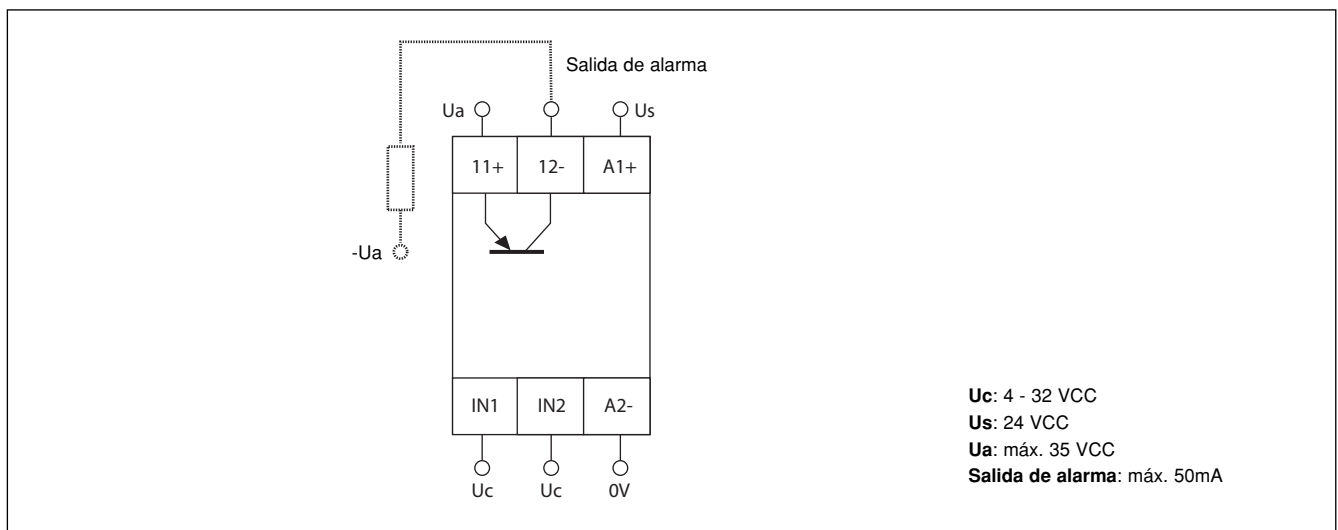 Salida de alarma
Ua
Us
11+
12-
A1+
-Ua
IN1
IN2
A2-
Uc
Uc
0V
Uc: 4 - 32 VCC
Us: 24 VCC
Ua: máx. 35 VCC
Salida de alarma: máx. 50mA